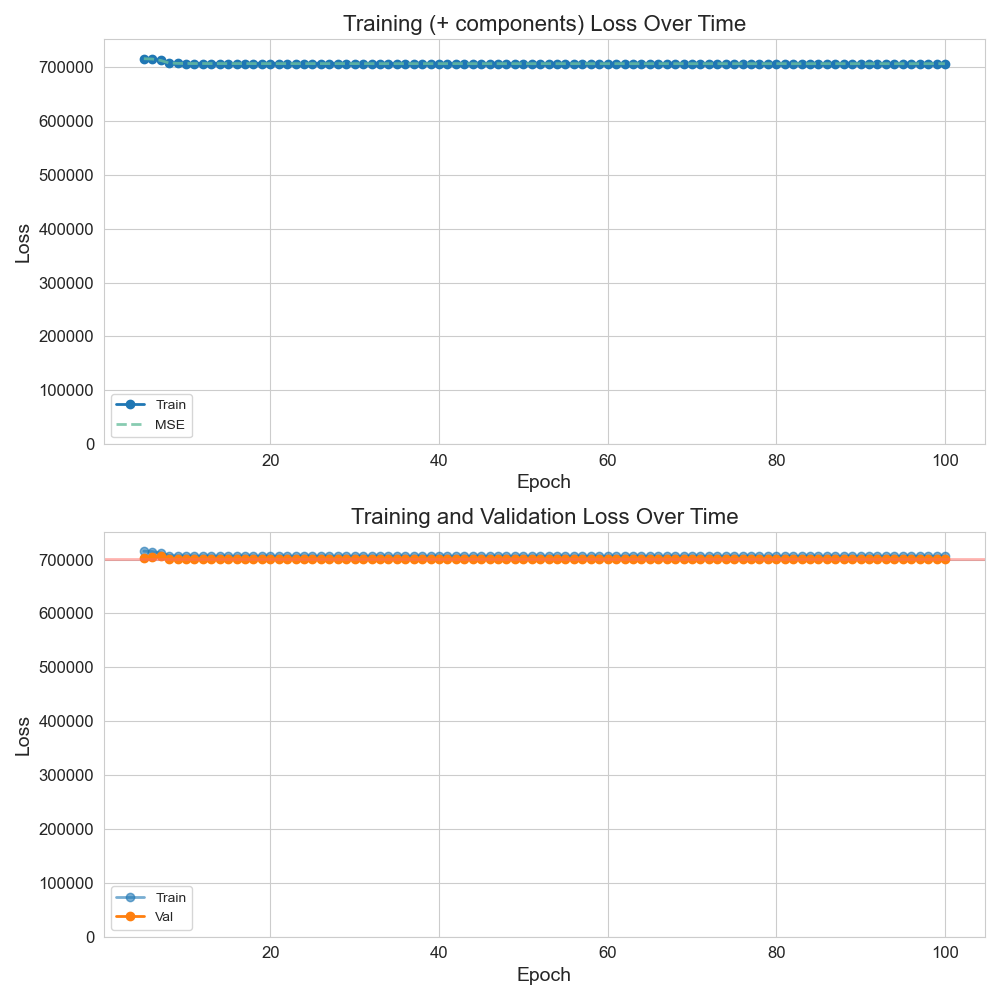 Training (+ components) Loss Over Time
700000
600000
500000
400000
300000
200000
100000
0
Loss
Train
MSE
20 40 60 80 100
Epoch
Training and Validation Loss Over Time
700000
600000
500000
400000
300000
200000
100000
0
Loss
Train
Val
20 40 60 80 100
Epoch